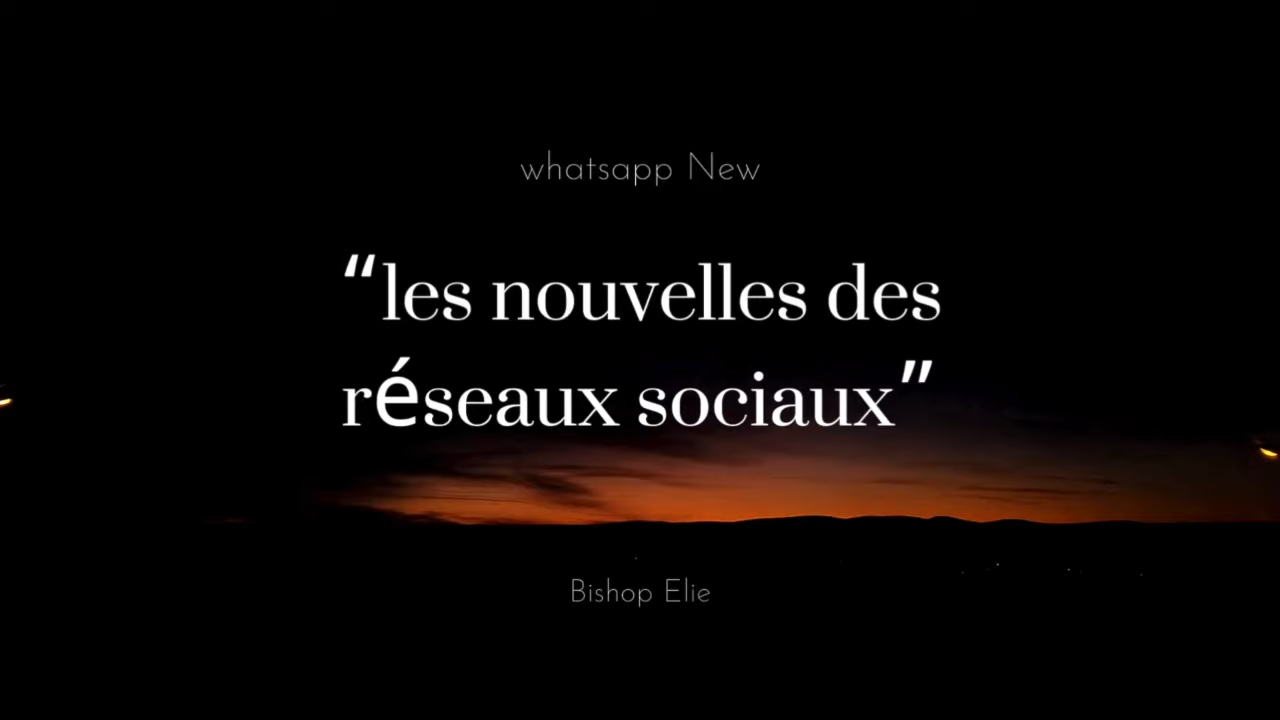 whatsapp New
“les nouvelles des
réseaux sociaux”
Bishop Elie